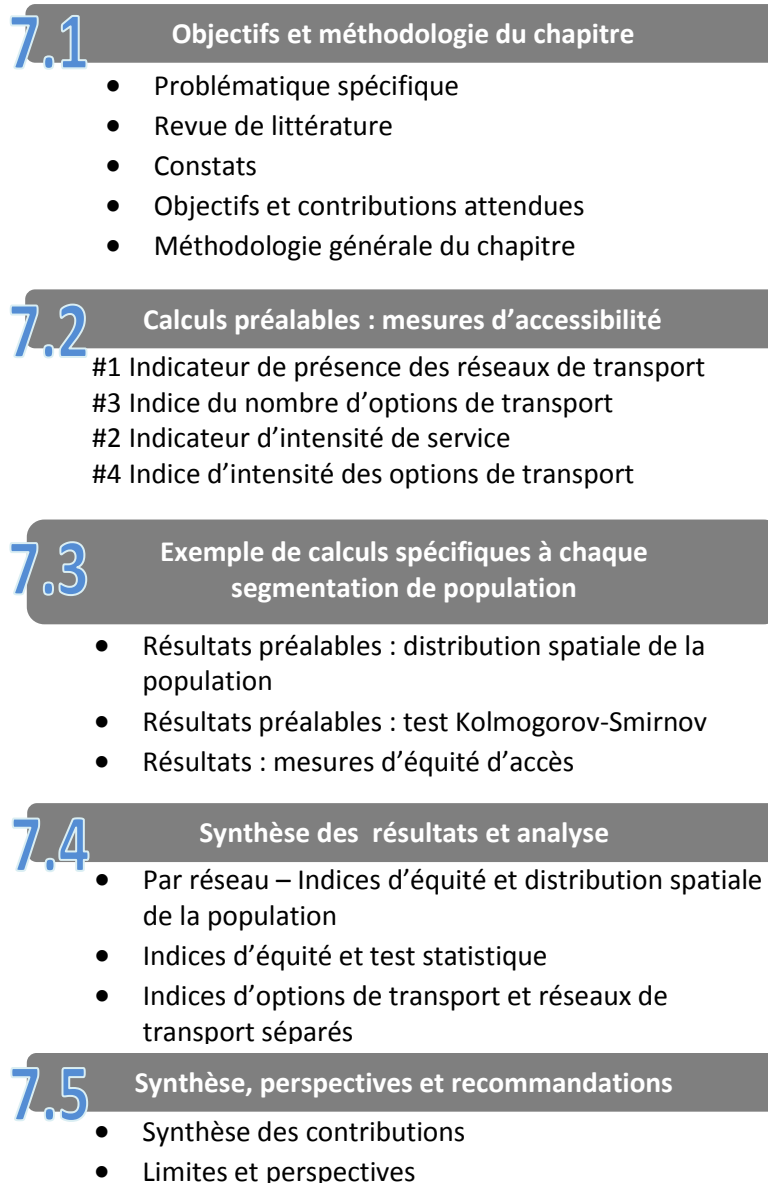 7.1
Objectifs et méthodologie du chapitre
• Problématique spécifique
• Revue de littérature
• Constats
• Objectifs et contributions attendues
• Méthodologie générale du chapitre
7.2
Calculs préalables : mesures d’accessibilité
#1 Indicateur de présence des réseaux de transport
#3 Indice du nombre d’options de transport
#2 Indicateur d’intensité de service
#4 Indice d’intensité des options de transport
7.3
Exemple de calculs spécifiques à chaque
segmentation de population
• Résultats préalables : distribution spatiale de la
population
• Résultats préalables : test Kolmogorov-Smirnov
• Résultats : mesures d’équité d’accès
7.4
Synthèse des résultats et analyse
• Par réseau – Indices d’équité et distribution spatiale
de la population
• Indices d’équité et test statistique
• Indices d’options de transport et réseaux de
transport séparés
7.5
Synthèse, perspectives et recommandations
• Synthèse des contributions
• Limites et perspectives